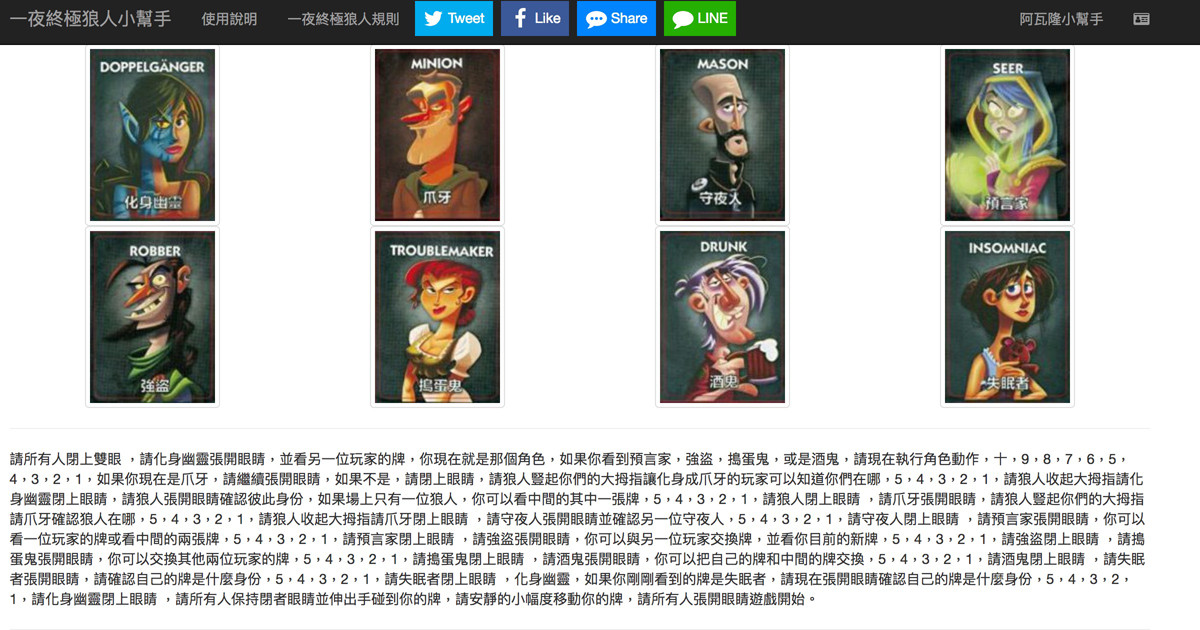 一夜終極狼人小幫手 使用說明 一夜終極狼人規則 Tweet Like Share LINE 阿瓦隆小幫手
DOPPELGÄNGER
化身幽靈
MINION
爪牙
MASON
守夜人
SEER
預言家
ROBBER
強盜
TROUBLEMAKER
搗蛋鬼
DRUNK
酒鬼
INSOMNIAC
失眠者
請所有人閉上雙眼 ，請化身幽靈張開眼睛，並看另一位玩家的牌，你現在就是那個角色，如果你看到預言家，強盜，搗蛋鬼，或是酒鬼，請現在執行角色動作，十，9，8，7，6，5，
4，3，2，1，如果你現在是爪牙，請繼續張開眼睛，如果不是，請閉上眼睛，請狼人豎起你們的大拇指讓化身成爪牙的玩家可以知道你們在哪，5，4，3，2，1，請狼人收起大拇指請化
身幽靈閉上眼睛，請狼人張開眼睛確認彼此身份，如果場上只有一位狼人，你可以看中間的其中一張牌，5，4，3，2，1，請狼人閉上眼睛 ，請爪牙張開眼睛，請狼人豎起你們的大拇指
請爪牙確認狼人在哪，5，4，3，2，1，請狼人收起大拇指請爪牙閉上眼睛 ，請守夜人張開眼睛並確認另一位守夜人，5，4，3，2，1，請守夜人閉上眼睛 ，請預言家張開眼睛，你可以
看一位玩家的牌或看中間的兩張牌，5，4，3，2，1，請預言家閉上眼睛 ，請強盜張開眼睛，你可以與另一位玩家交換牌，並看你目前的新牌，5，4，3，2，1，請強盜閉上眼睛 ，請搗
蛋鬼張開眼睛，你可以交換其他兩位玩家的牌，5，4，3，2，1，請搗蛋鬼閉上眼睛 ，請酒鬼張開眼睛，你可以把自己的牌和中間的牌交換，5，4，3，2，1，請酒鬼閉上眼睛 ，請失眠
者張開眼睛，請確認自己的牌是什麼身份，5，4，3，2，1，請失眠者閉上眼睛 ，化身幽靈，如果你剛剛看到的牌是失眠者，請現在張開眼睛確認自己的牌是什麼身份，5，4，3，2，
1，請化身幽靈閉上眼睛 ，請所有人保持閉者眼睛並伸出手碰到你的牌，請安靜的小幅度移動你的牌，請所有人張開眼睛遊戲開始。